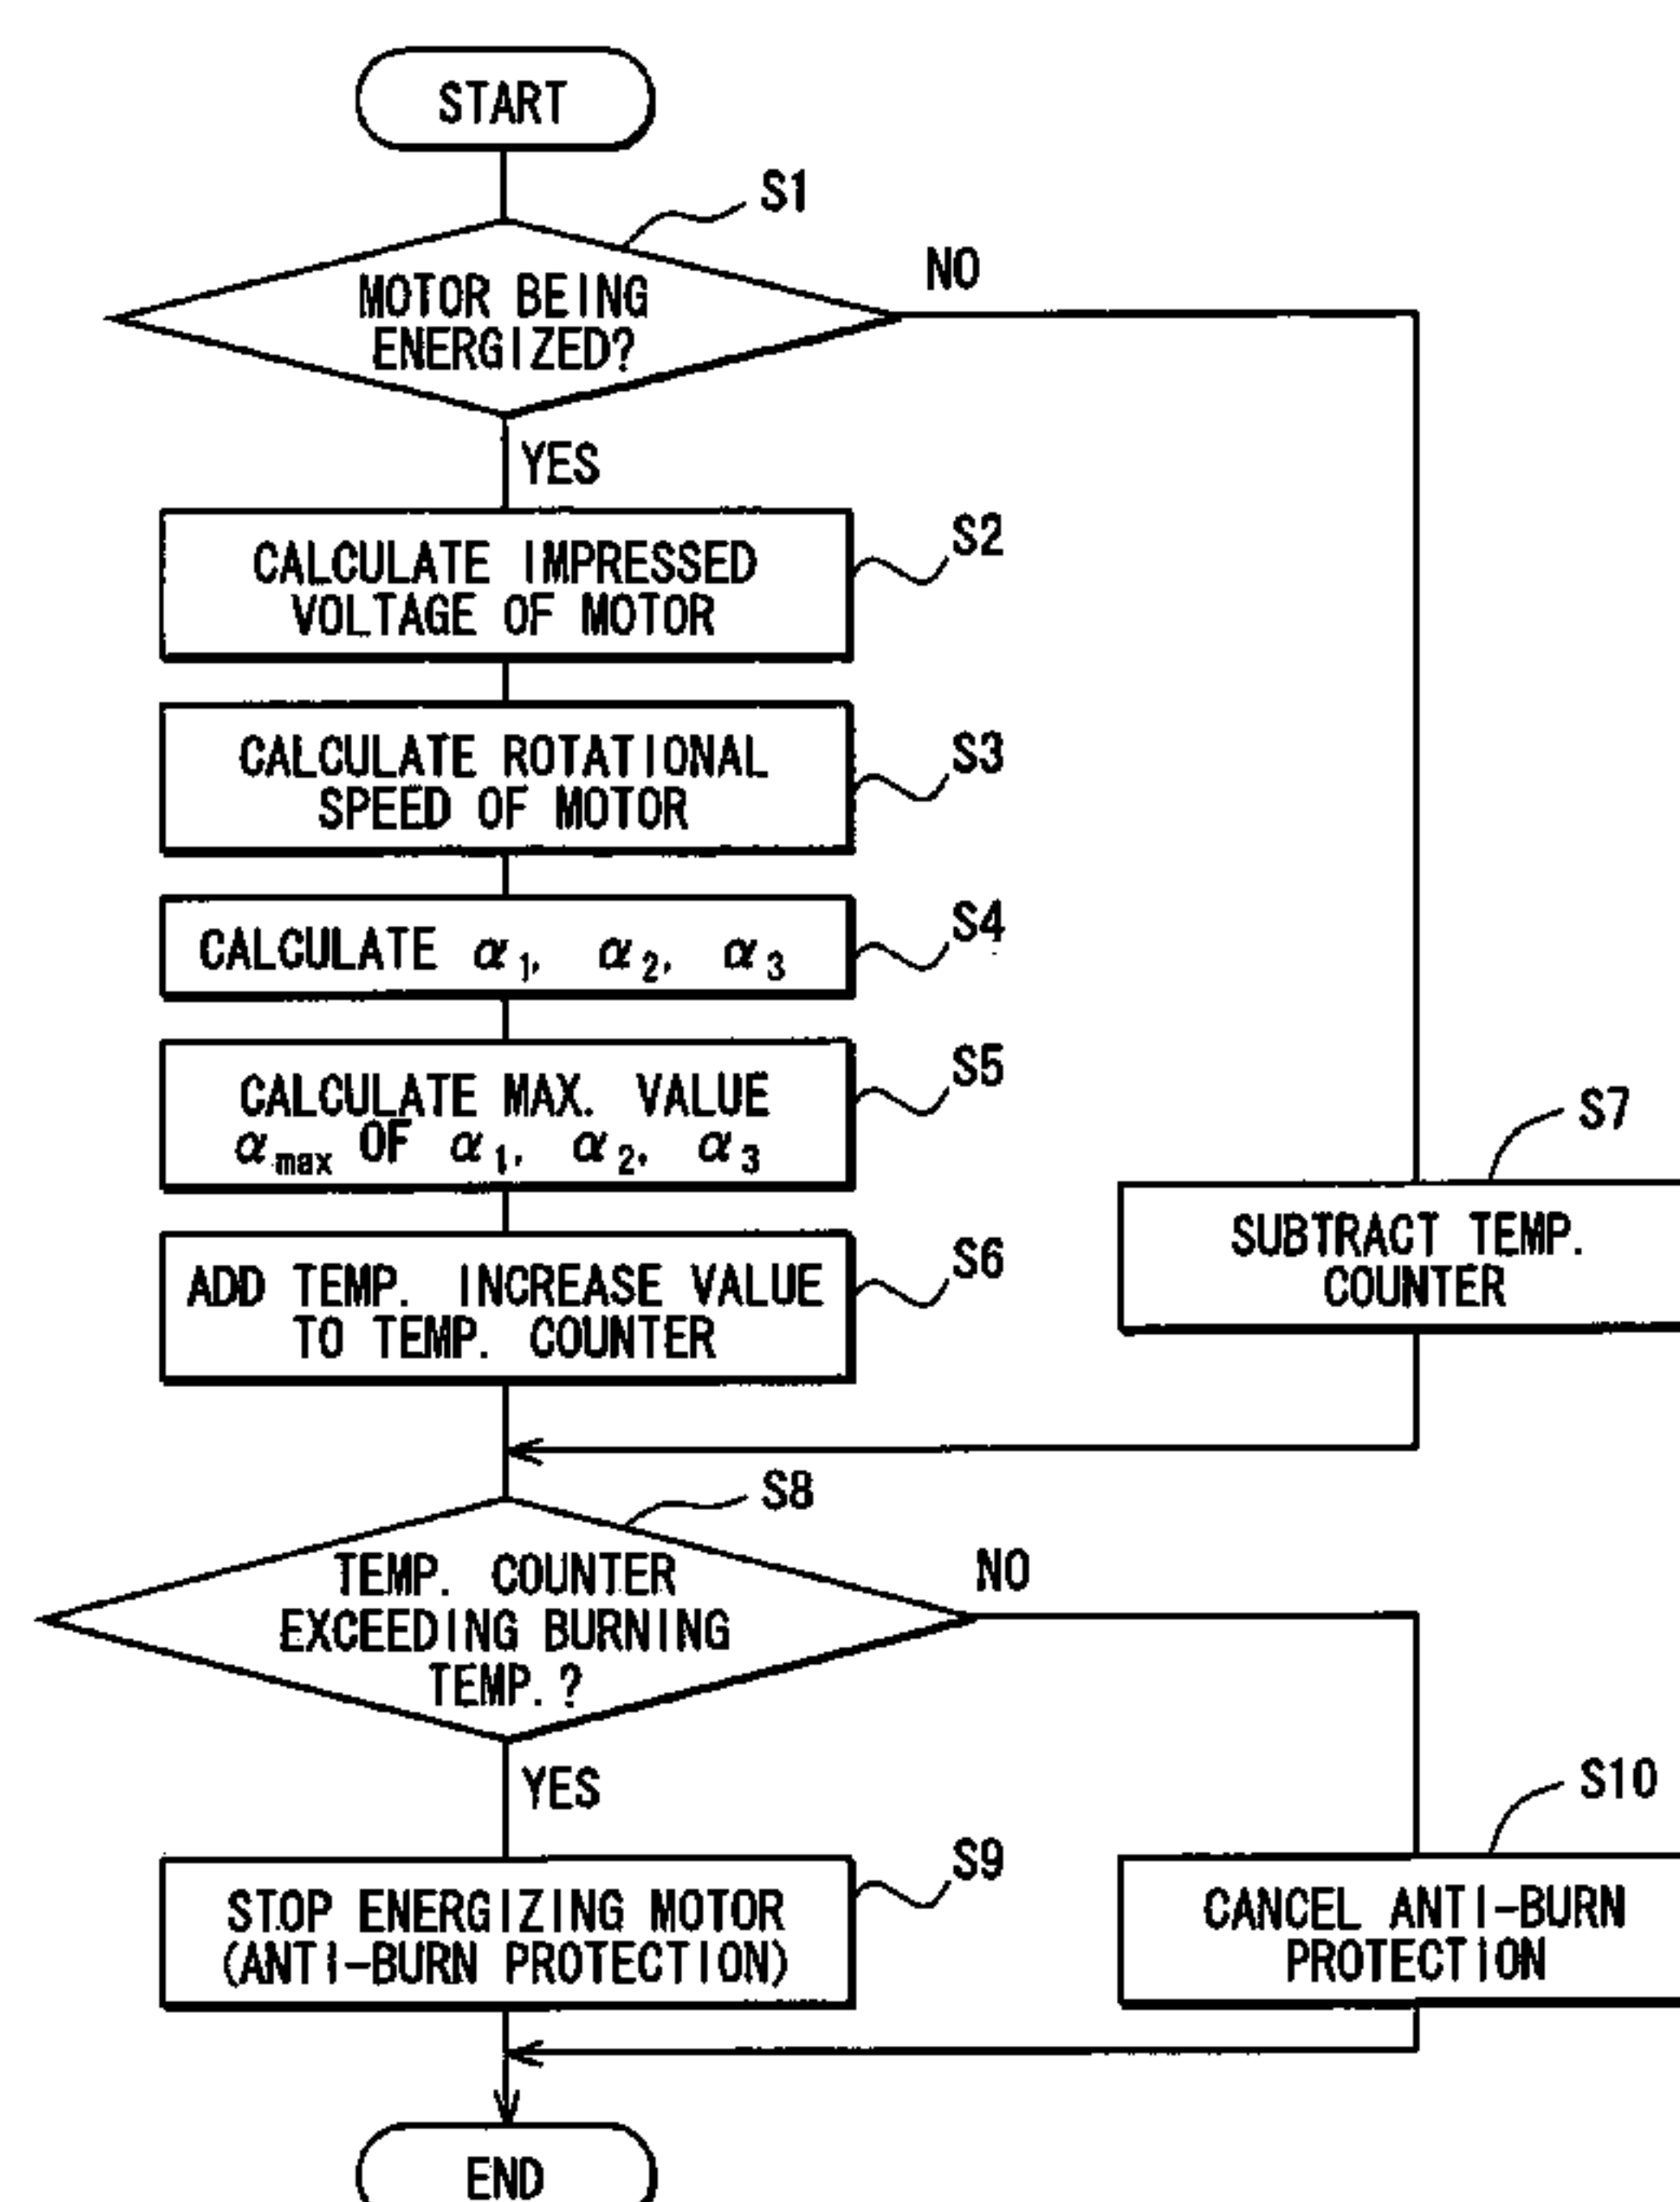 START
S1
MOTOR BEING
ENERGIZED?
NO
YES
S2
CALCULATE IMPRESSED
VOLTAGE OF MOTOR
S3
CALCULATE ROTATIONAL
SPEED OF MOTOR
S4
CALCULATE α1, α2, α3
S5
CALCULATE MAX. VALUE
αmax OF α1, α2, α3
S6
ADD TEMP. INCREASE VALUE
TO TEMP. COUNTER
S7
SUBTRACT TEMP.
COUNTER
S8
TEMP. COUNTER
EXCEEDING BURNING
TEMP.?
NO
YES
S9
STOP ENERGIZING MOTOR
(ANTI-BURN PROTECTION)
S10
CANCEL ANTI-BURN
PROTECTION
END